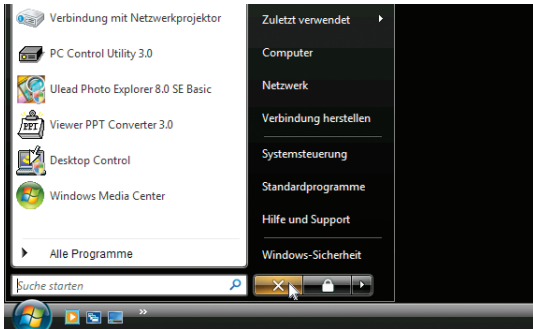 Verbindung mit Netzwerkprojektor
PC Control Utility 3.0
Ulead Photo Explorer 8.0 SE Basic
PPT
Viewer PPT Converter 3.0
Desktop Control
Windows Media Center
Alle Programme
Suche starten
Zuletzt verwendet
Computer
Netzwerk
Verbindung herstellen
Systemsteuerung
Standardprogramme
Hilfe und Support
Windows-Sicherheit